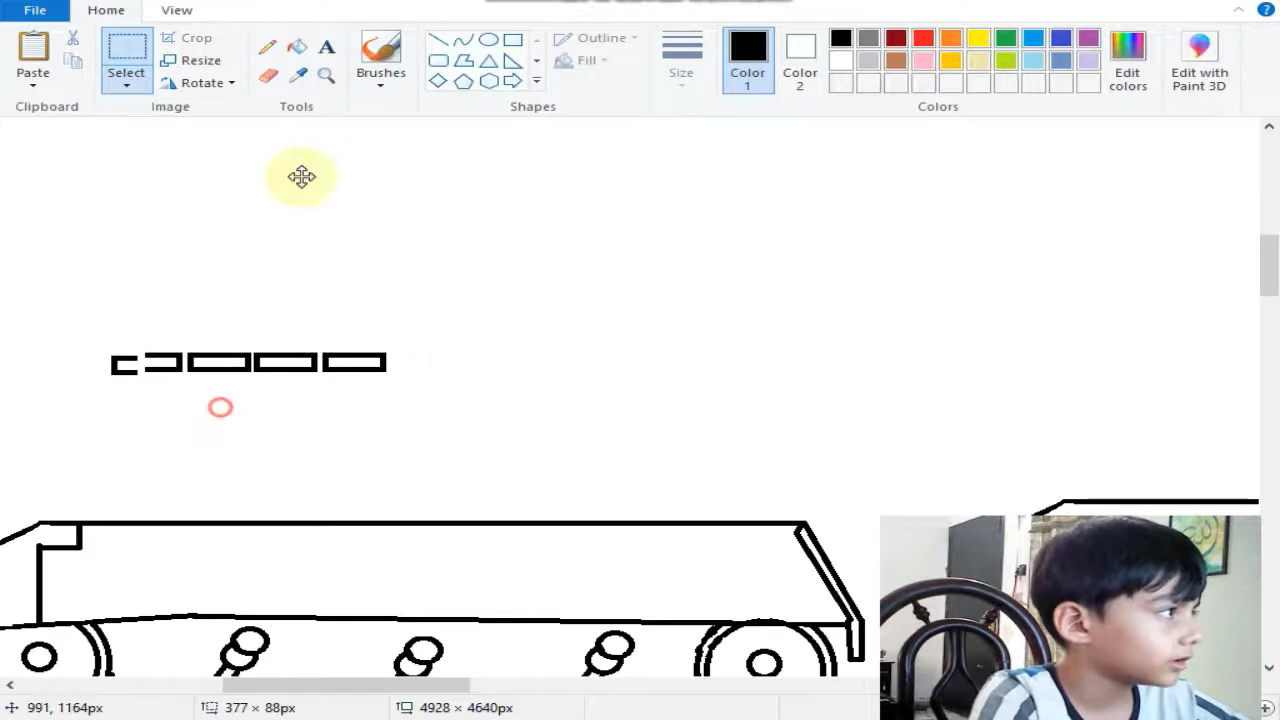 File
Home
View
Paste
Clipboard
Select
Crop
Resize
Rotate
Image
Tools
Brushes
Outline
Fill
Shapes
Size
Color 1
Color 2
Edit colors
Colors
Edit with Paint 3D
991, 1164px
377 × 88px
4928 × 4640px